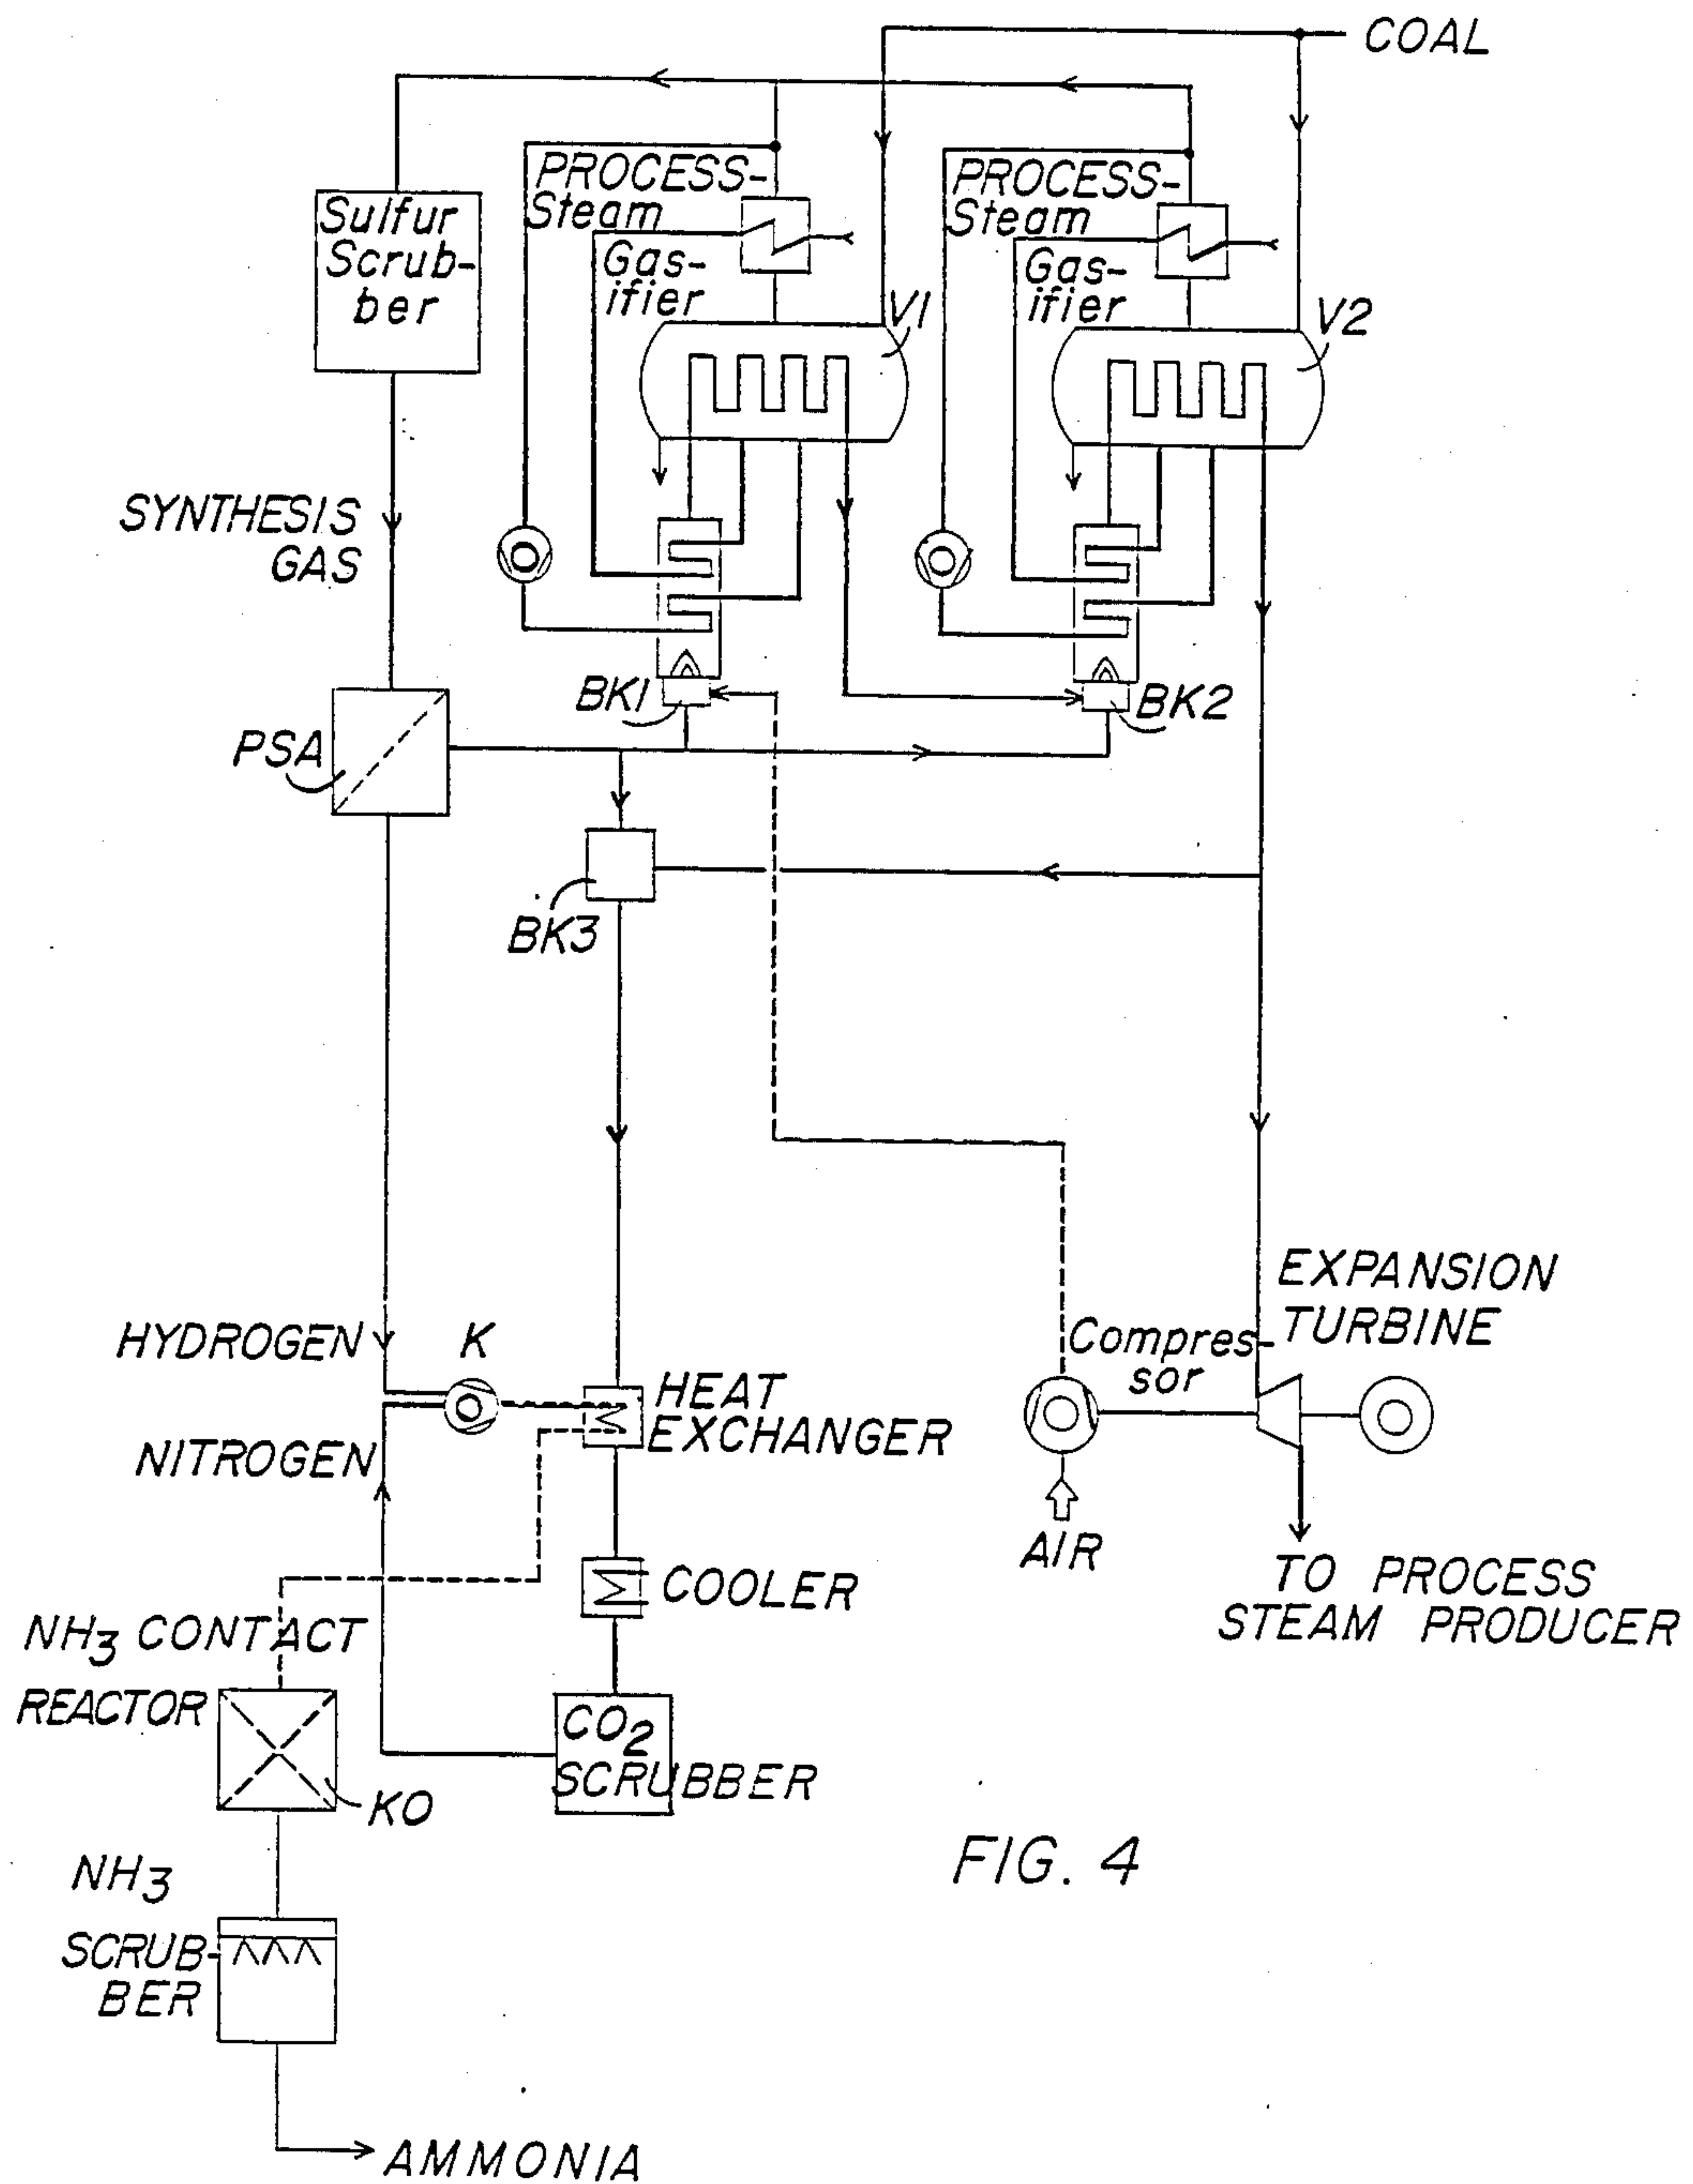 COAL
PROCESS-
Steam
Gas-
ifier
PROCESS-
Steam
Gas-
ifier
Sulfur
Scrub-
ber
V1
V2
SYNTHESIS
GAS
BK1
BK2
PSA
BK3
EXPANSION
TURBINE
Compres-
sor
HYDROGEN
K
HEAT
EXCHANGER
NITROGEN
AIR
COOLER
TO PROCESS
STEAM PRODUCER
NH3 CONTACT
REACTOR
CO2
SCRUBBER
KO
FIG. 4
NH3
SCRUB-
BER
AMMONIA